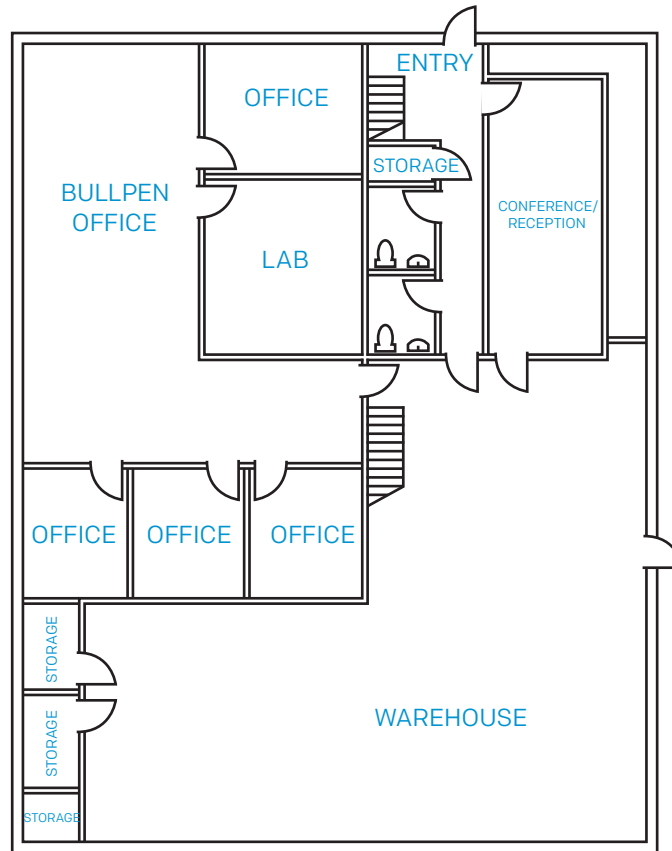 ENTRY
OFFICE
STORAGE
BULLPEN
OFFICE
CONFERENCE/
RECEPTION
LAB
OFFICE
OFFICE
OFFICE
STORAGE
STORAGE
WAREHOUSE
STORAGE